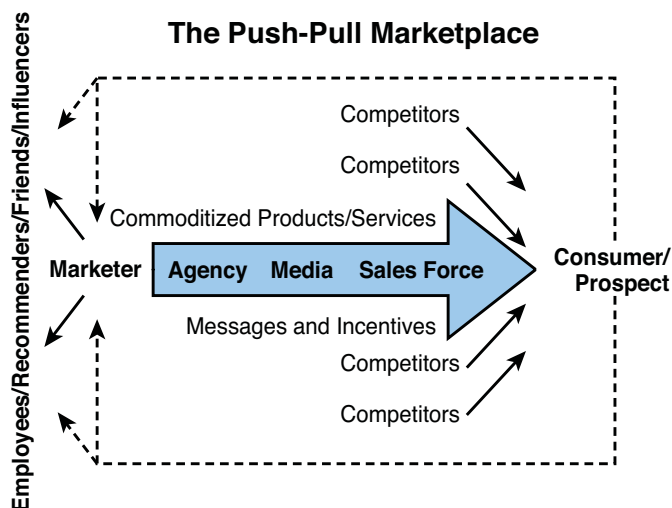 The Push-Pull Marketplace
Employees/Recommenders/Friends/Influencers
Competitors
Competitors
Commoditized Products/Services
Marketer
Agency Media Sales Force
Consumer/
Prospect
Messages and Incentives
Competitors
Competitors